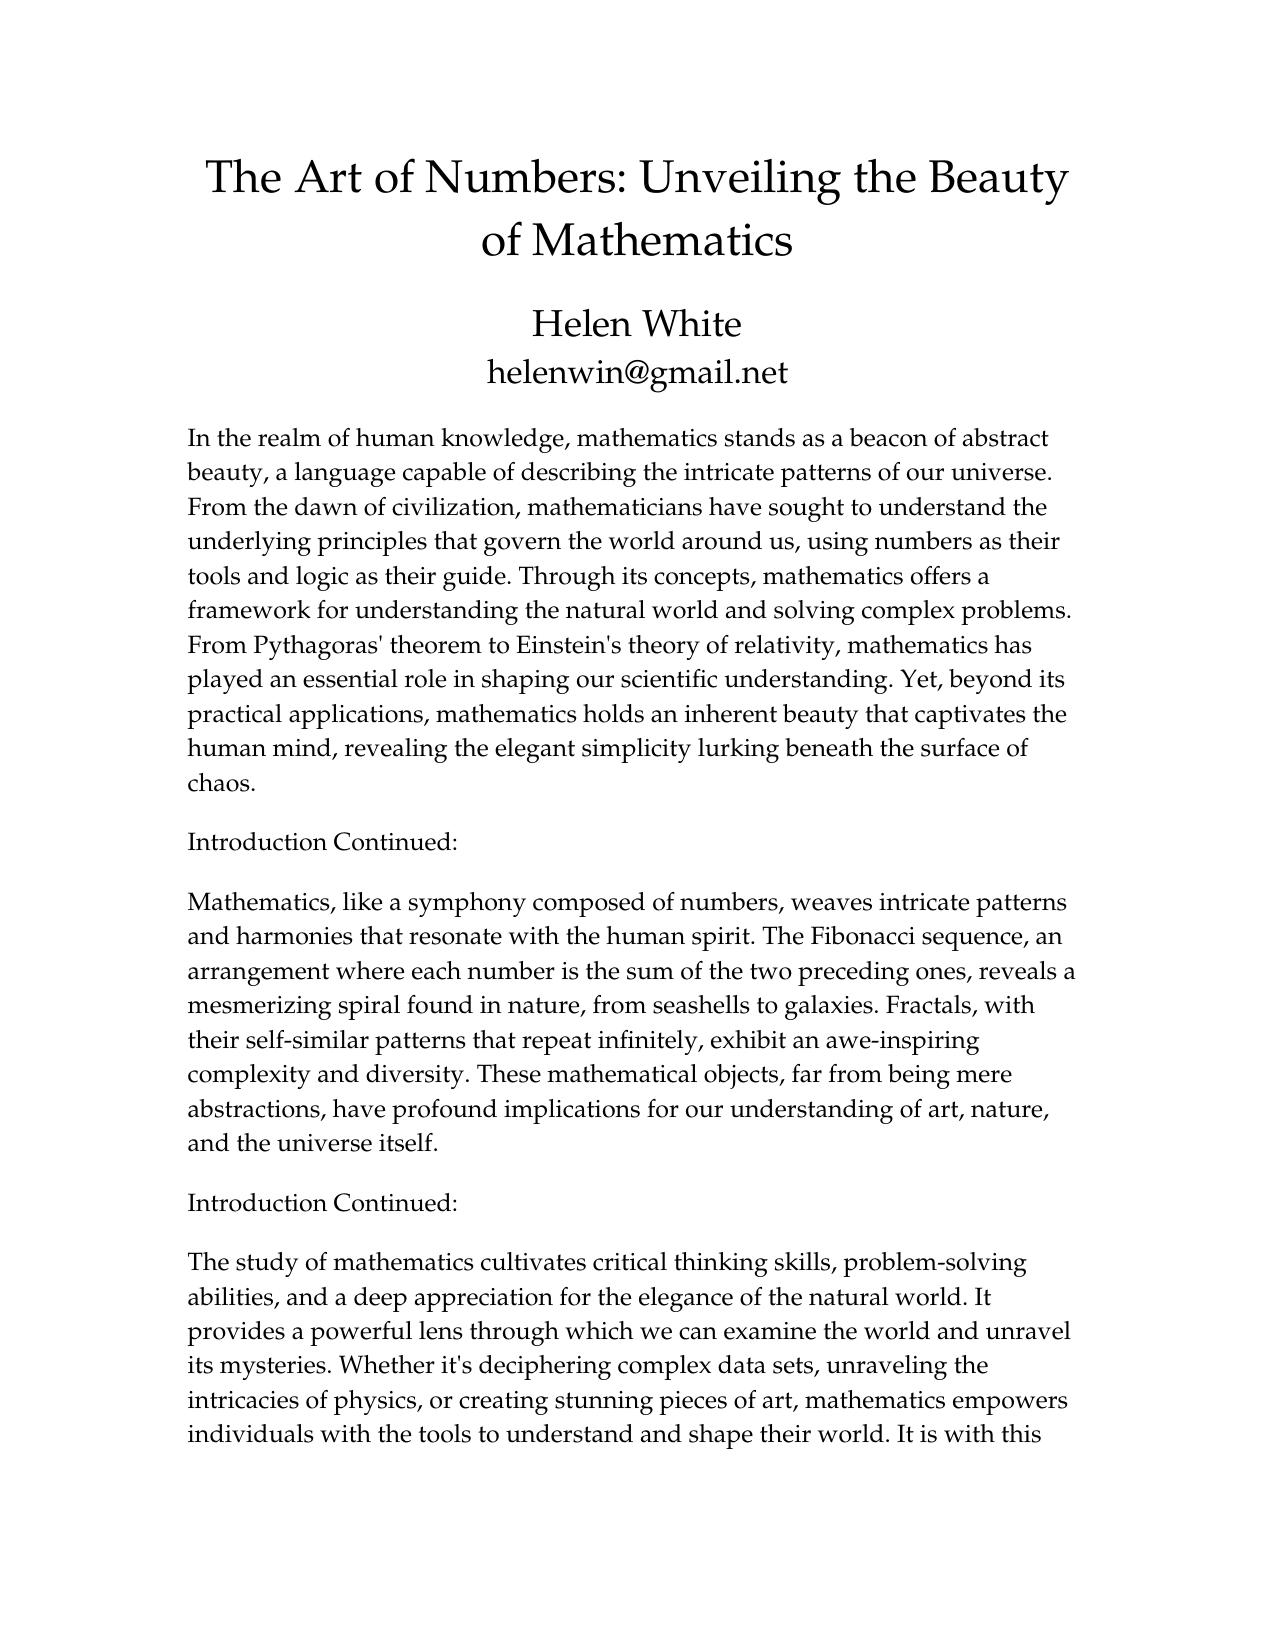 The Art of Numbers: Unveiling the Beauty
of Mathematics
Helen White
helenwin@gmail.net
In the realm of human knowledge, mathematics stands as a beacon of abstract
beauty, a language capable of describing the intricate patterns of our universe.
From the dawn of civilization, mathematicians have sought to understand the
underlying principles that govern the world around us, using numbers as their
tools and logic as their guide. Through its concepts, mathematics offers a
framework for understanding the natural world and solving complex problems.
From Pythagoras' theorem to Einstein's theory of relativity, mathematics has
played an essential role in shaping our scientific understanding. Yet, beyond its
practical applications, mathematics holds an inherent beauty that captivates the
human mind, revealing the elegant simplicity lurking beneath the surface of
chaos.
Introduction Continued:
Mathematics, like a symphony composed of numbers, weaves intricate patterns
and harmonies that resonate with the human spirit. The Fibonacci sequence, an
arrangement where each number is the sum of the two preceding ones, reveals a
mesmerizing spiral found in nature, from seashells to galaxies. Fractals, with
their self-similar patterns that repeat infinitely, exhibit an awe-inspiring
complexity and diversity. These mathematical objects, far from being mere
abstractions, have profound implications for our understanding of art, nature,
and the universe itself.
Introduction Continued:
The study of mathematics cultivates critical thinking skills, problem-solving
abilities, and a deep appreciation for the elegance of the natural world. It
provides a powerful lens through which we can examine the world and unravel
its mysteries. Whether it's deciphering complex data sets, unraveling the
intricacies of physics, or creating stunning pieces of art, mathematics empowers
individuals with the tools to understand and shape their world. It is with this